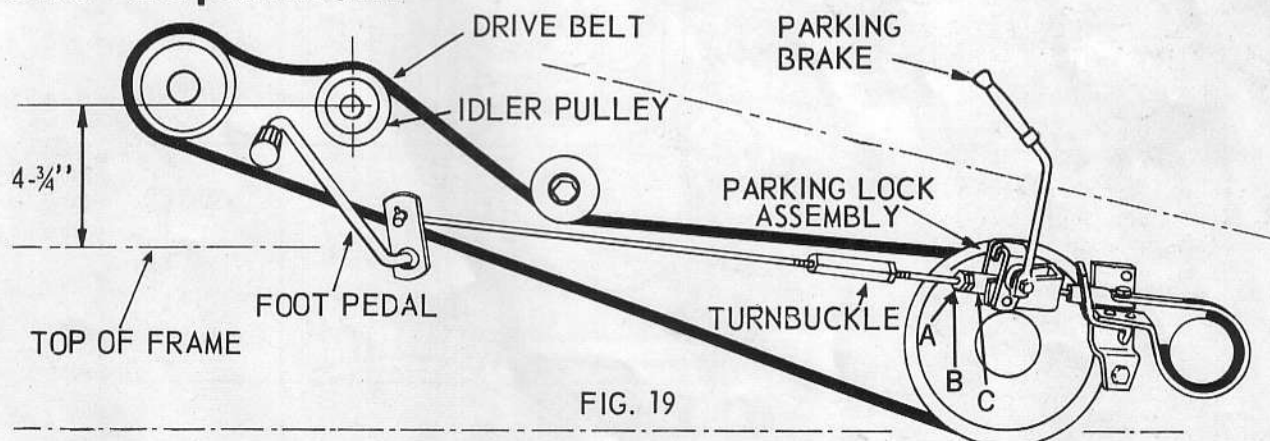 DRIVE BELT
PARKING
BRAKE
IDLER PULLEY
4-¾"
PARKING LOCK
ASSEMBLY
FOOT PEDAL
TURNBUCKLE
TOP OF FRAME
A
B
C
FIG. 19